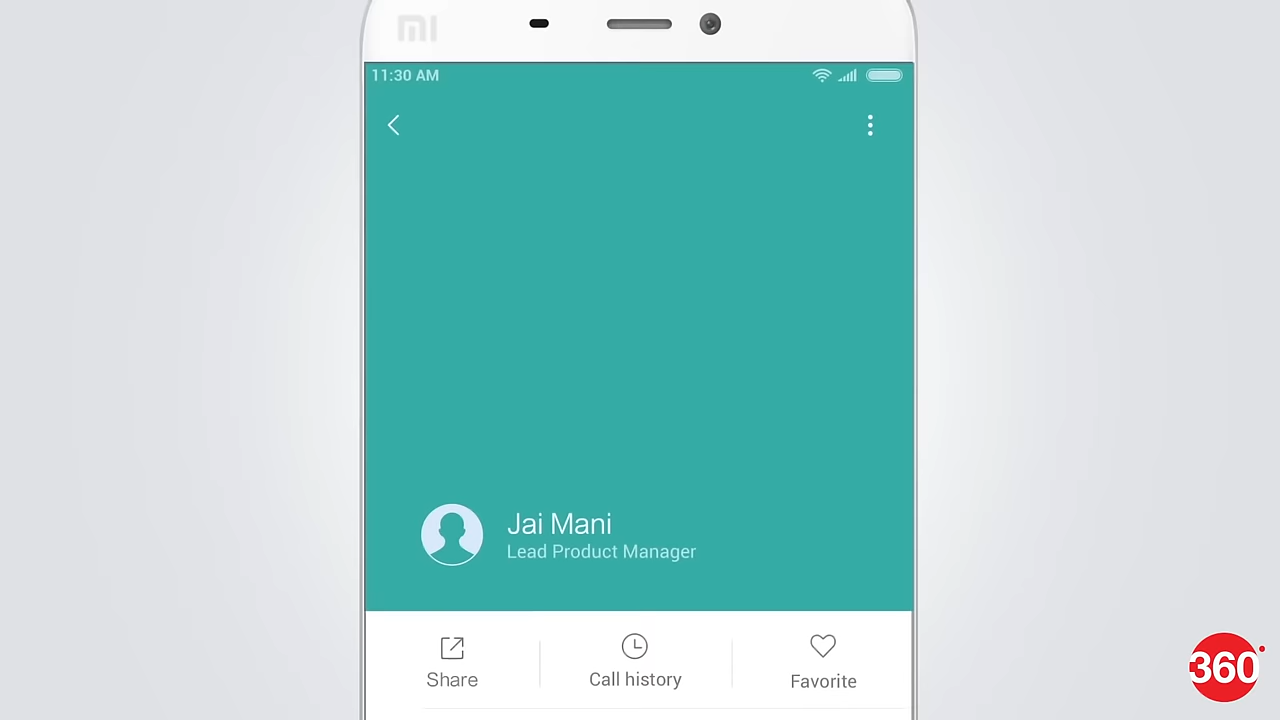 mi
11:30 AM
Jai Mani
Lead Product Manager
Share
Call history
Favorite
360°